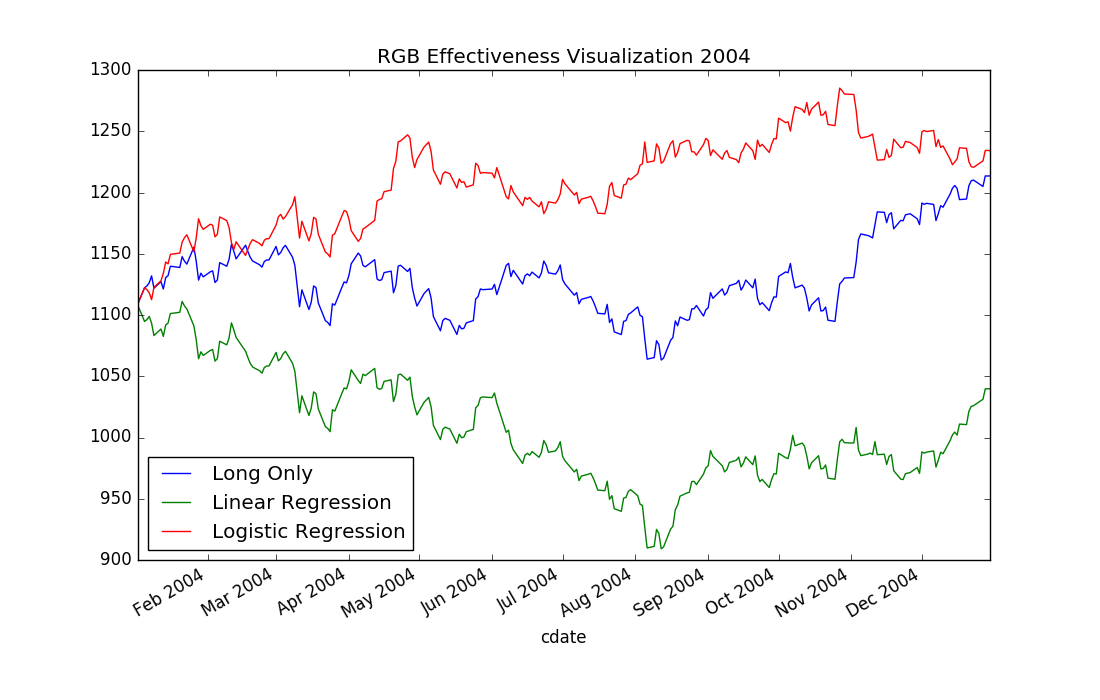 RGB Effectiveness Visualization 2004
1300
1250
1200
1150
1100
1050
1000
950
900
Long Only
Linear Regression
Logistic Regression
Feb 2004
Mar 2004
Apr 2004
May 2004
Jun 2004
Jul 2004
Aug 2004
Sep 2004
Oct 2004
Nov 2004
Dec 2004
cdate